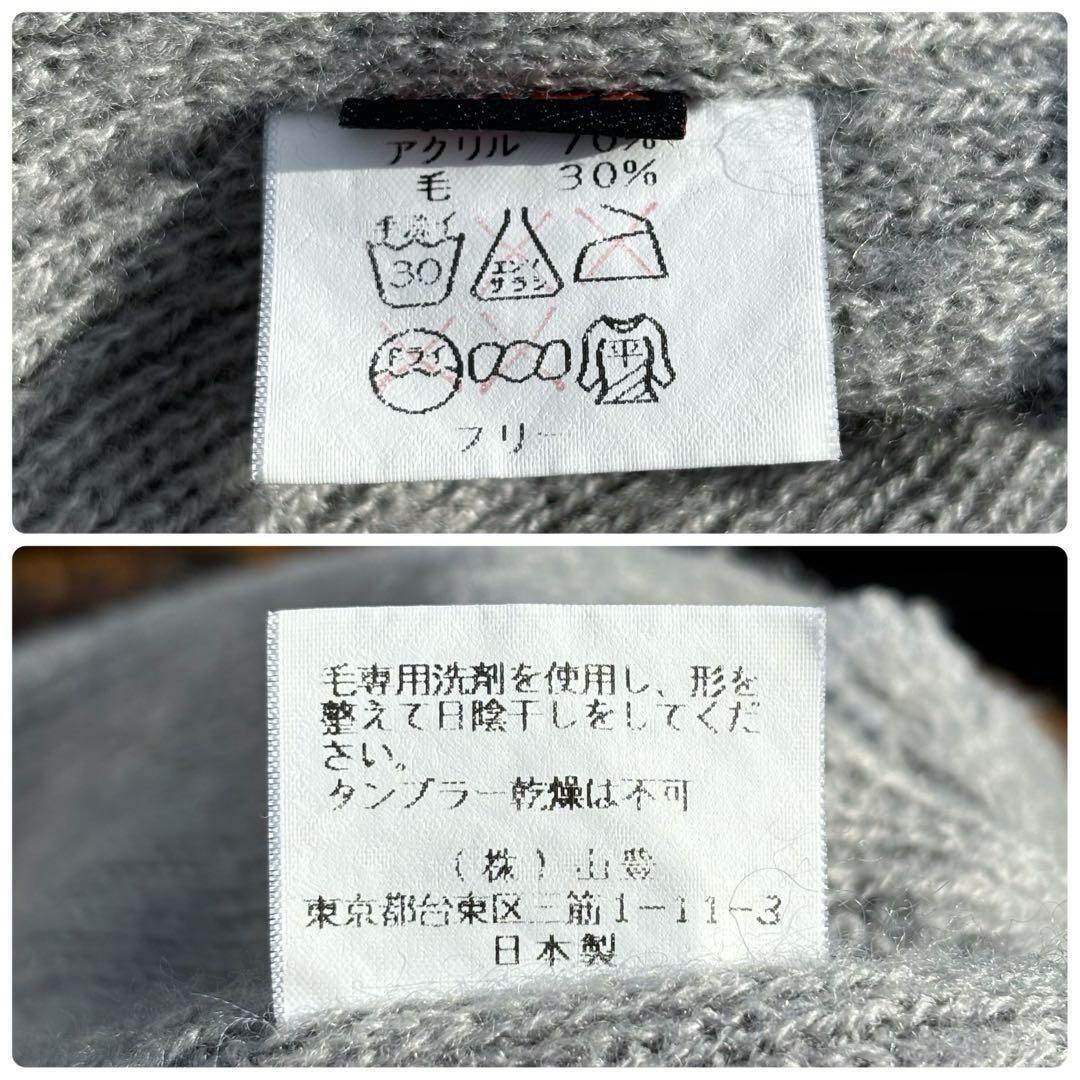 アクリル 70%
毛 30%
手洗イ
30
エンソ
サラシ
ドライ
平
フリー
毛専用洗剤を使用し、形を
整えて日陰干しをしてくだ
さい。
タンブラー乾燥は不可
(株)山登
東京都台東区三筋1-11-3
日本製